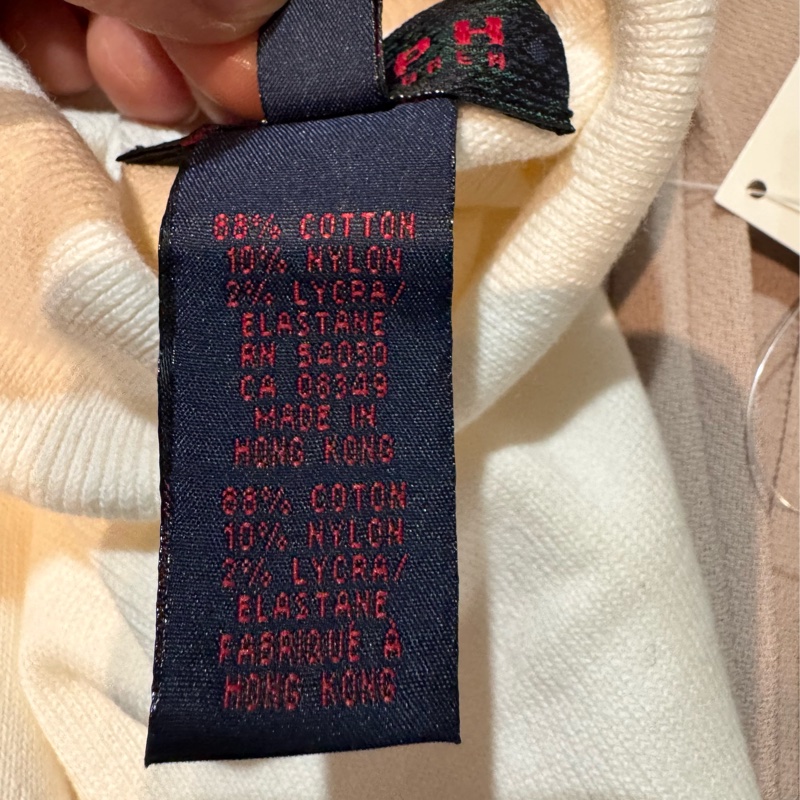 88% COTTON
10% NYLON
2% LYCRA/
ELASTANE
RN 54050
CA 08349
MADE IN
HONG KONG
88% COTON
10% NYLON
2% LYCRA/
ELASTANE
FABRIQUÉ À
HONG KONG